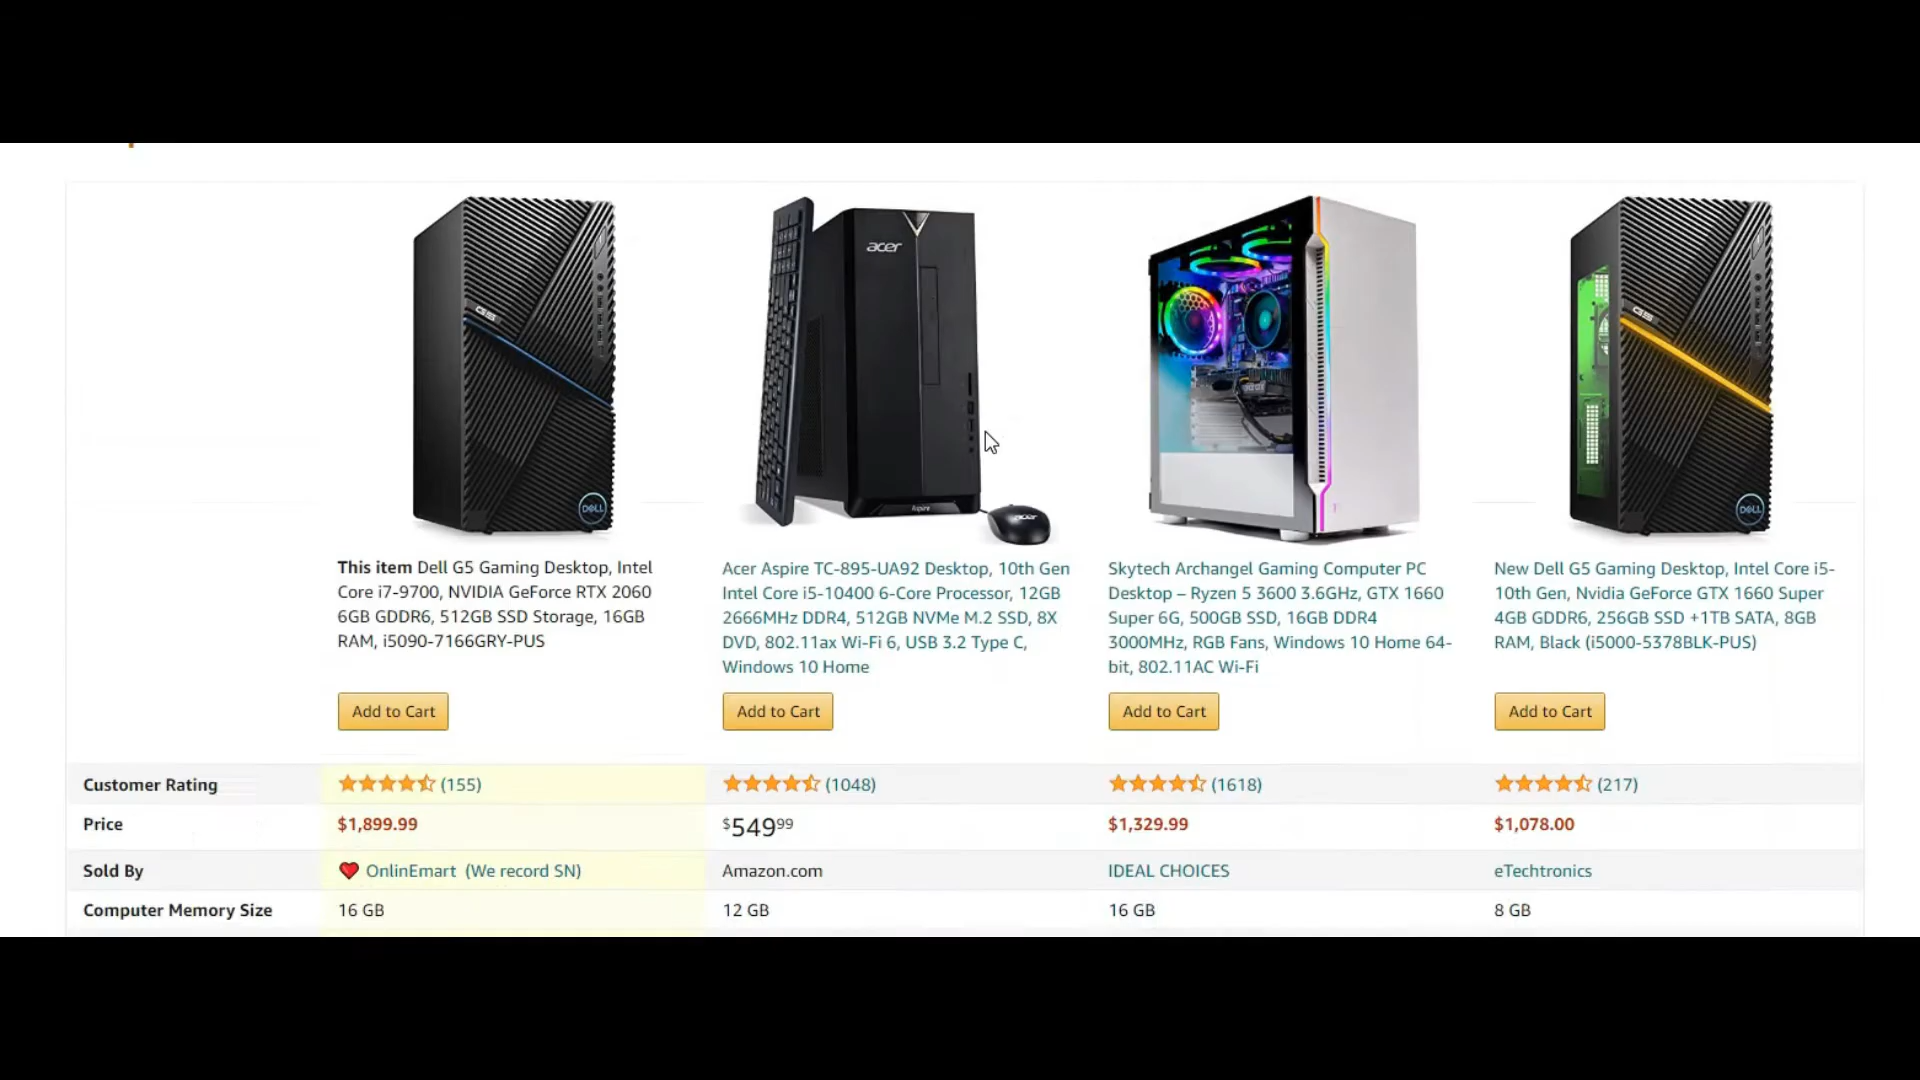 G5
DELL
acer
Aspire
acer
G5
DELL
This item Dell G5 Gaming Desktop, Intel
Core i7-9700, NVIDIA GeForce RTX 2060
6GB GDDR6, 512GB SSD Storage, 16GB
RAM, i5090-7166GRY-PUS
Add to Cart
Acer Aspire TC-895-UA92 Desktop, 10th Gen
Intel Core i5-10400 6-Core Processor, 12GB
2666MHz DDR4, 512GB NVMe M.2 SSD, 8X
DVD, 802.11ax Wi-Fi 6, USB 3.2 Type C,
Windows 10 Home
Add to Cart
Skytech Archangel Gaming Computer PC
Desktop – Ryzen 5 3600 3.6GHz, GTX 1660
Super 6G, 500GB SSD, 16GB DDR4
3000MHz, RGB Fans, Windows 10 Home 64-
bit, 802.11AC Wi-Fi
Add to Cart
New Dell G5 Gaming Desktop, Intel Core i5-
10th Gen, Nvidia GeForce GTX 1660 Super
4GB GDDR6, 256GB SSD +1TB SATA, 8GB
RAM, Black (i5000-5378BLK-PUS)
Add to Cart
Customer Rating (155) (1048) (1618) (217)
Price $1,899.99 $54999 $1,329.99 $1,078.00
Sold By OnlinEmart (We record SN) Amazon.com IDEAL CHOICES eTechtronics
Computer Memory Size 16 GB 12 GB 16 GB 8 GB